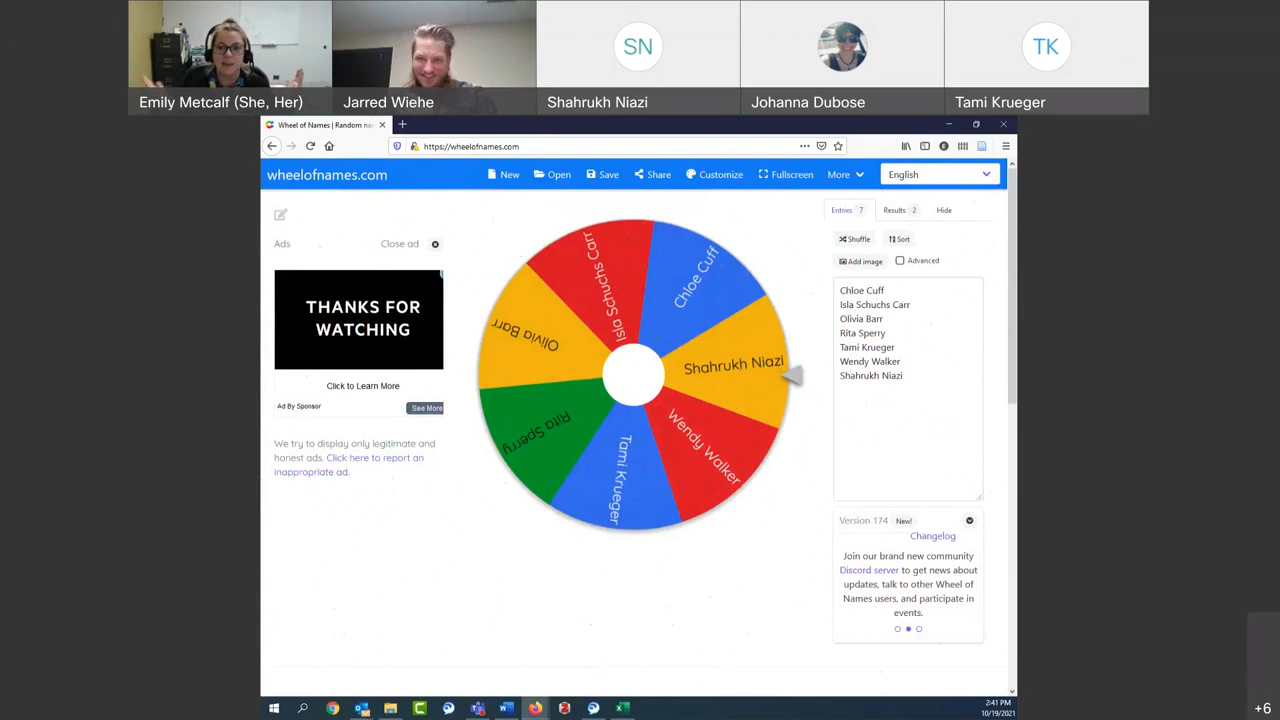 SN
TK
Emily Metcalf (She, Her)
Jarred Wiehe
Shahrukh Niazi
Johanna Dubose
Tami Krueger
Wheel of Names | Random na
https://wheelofnames.com
wheelofnames.com
New
Open
Save
Share
Customize
Fullscreen
More
English
Entries 7
Results 2
Hide
Ads
Close ad
Shuffle
Sort
Add image
Advanced
THANKS FOR
WATCHING
Click to Learn More
Ad By Sponsor
See More
We try to display only legitimate and
honest ads. Click here to report an
inappropriate ad.
Isla Schuchs Carr
Chloe Cuff
Olivia Barr
Shahrukh Niazi
Rita Sperry
Tami Krueger
Wendy Walker
Chloe Cuff
Isla Schuchs Carr
Olivia Barr
Rita Sperry
Tami Krueger
Wendy Walker
Shahrukh Niazi
Version 174 New!
Changelog
Join our brand new community
Discord server to get news about
updates, talk to other Wheel of
Names users, and participate in
events.
2:41 PM
10/19/2021
+6